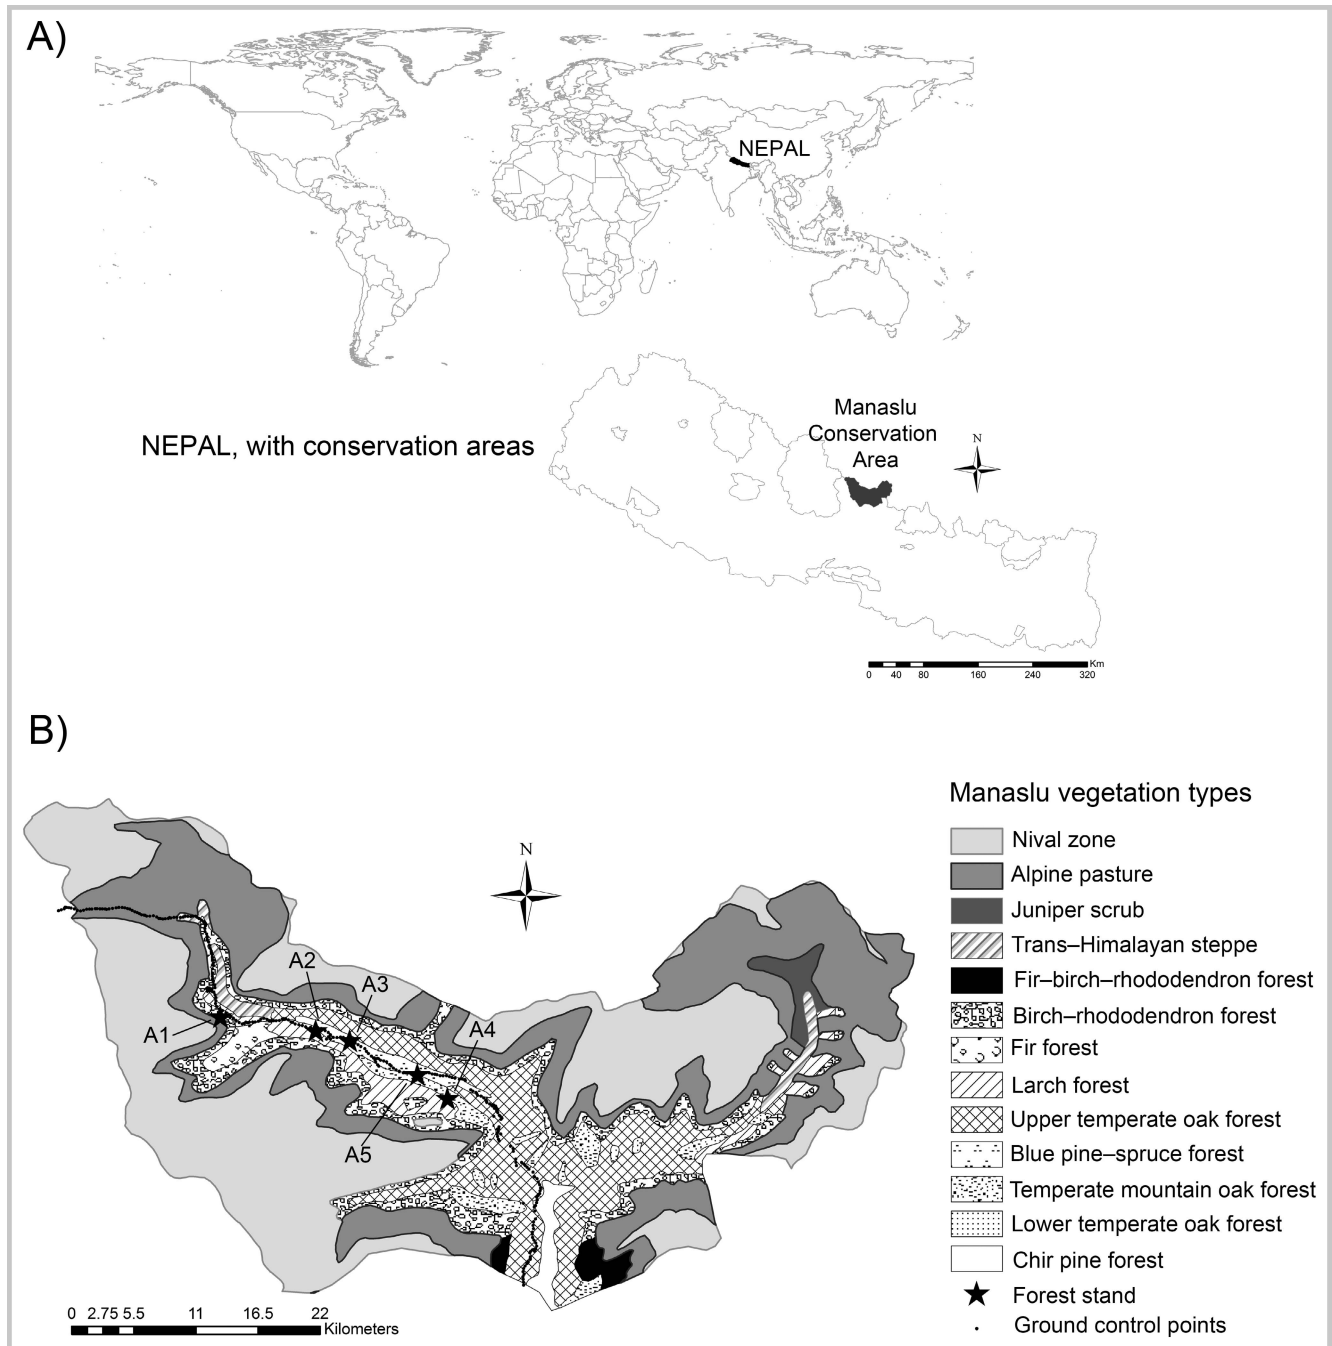 A)
NEPAL
Manaslu
Conservation
Area
NEPAL, with conservation areas
N
Km
0 40 80 160 240 320
B)
Manaslu vegetation types
Nival zone
Alpine pasture
Juniper scrub
Trans–Himalayan steppe
Fir–birch–rhododendron forest
Birch–rhododendron forest
Fir forest
Larch forest
Upper temperate oak forest
Blue pine–spruce forest
Temperate mountain oak forest
Lower temperate oak forest
Chir pine forest
Forest stand
Ground control points
N
A2
A3
A1
A4
A5
0 2.75 5.5 11 16.5 22
Kilometers